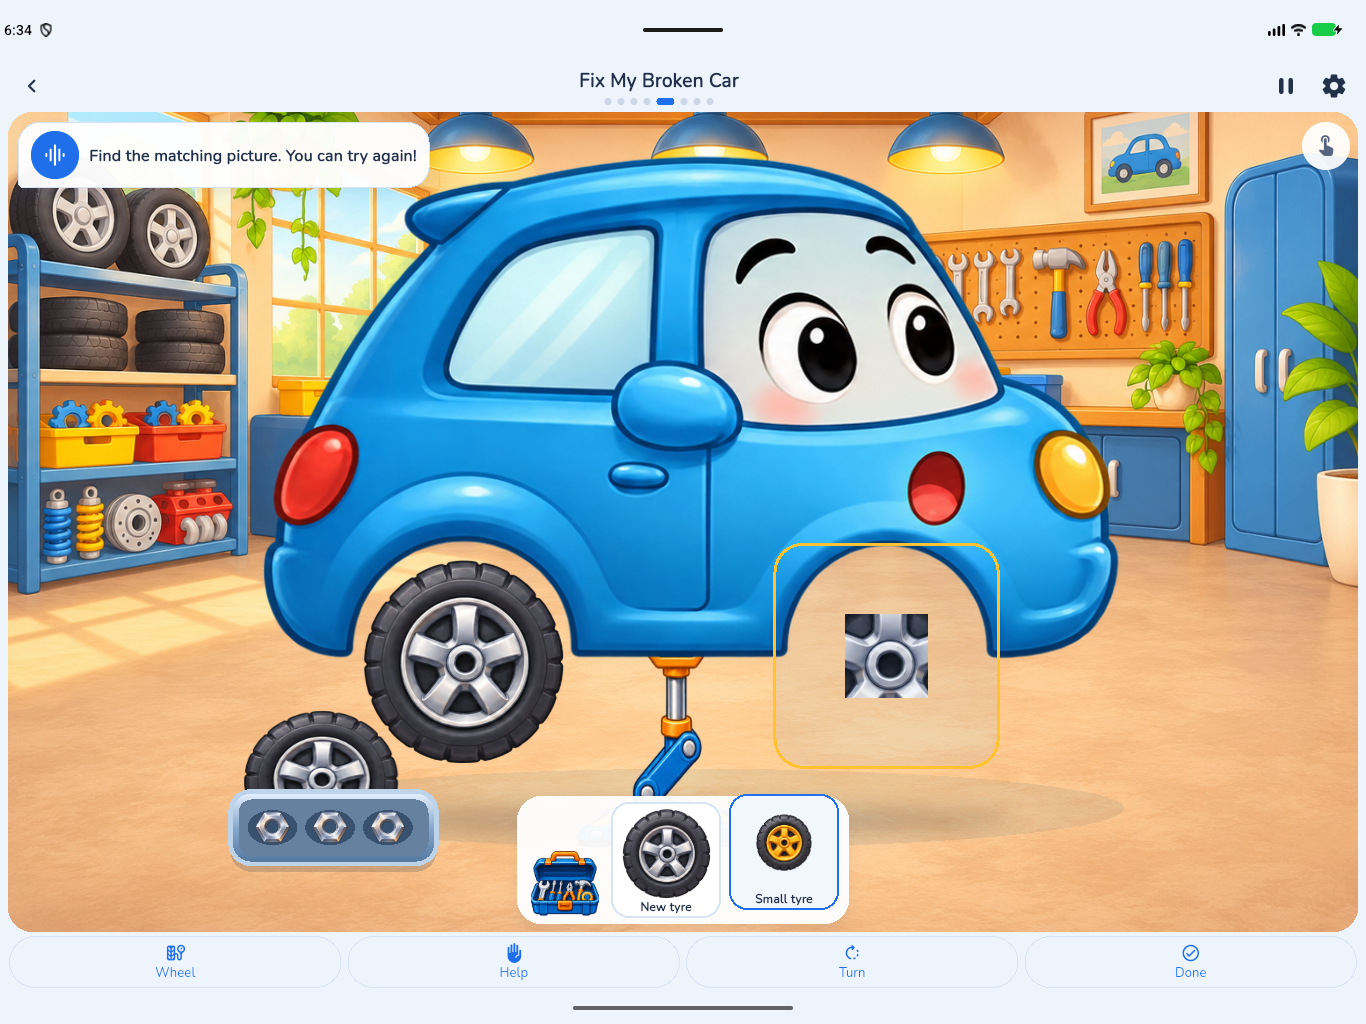 6:34
Fix My Broken Car
Find the matching picture. You can try again!
New tyre
Small tyre
Wheel
Help
Turn
Done